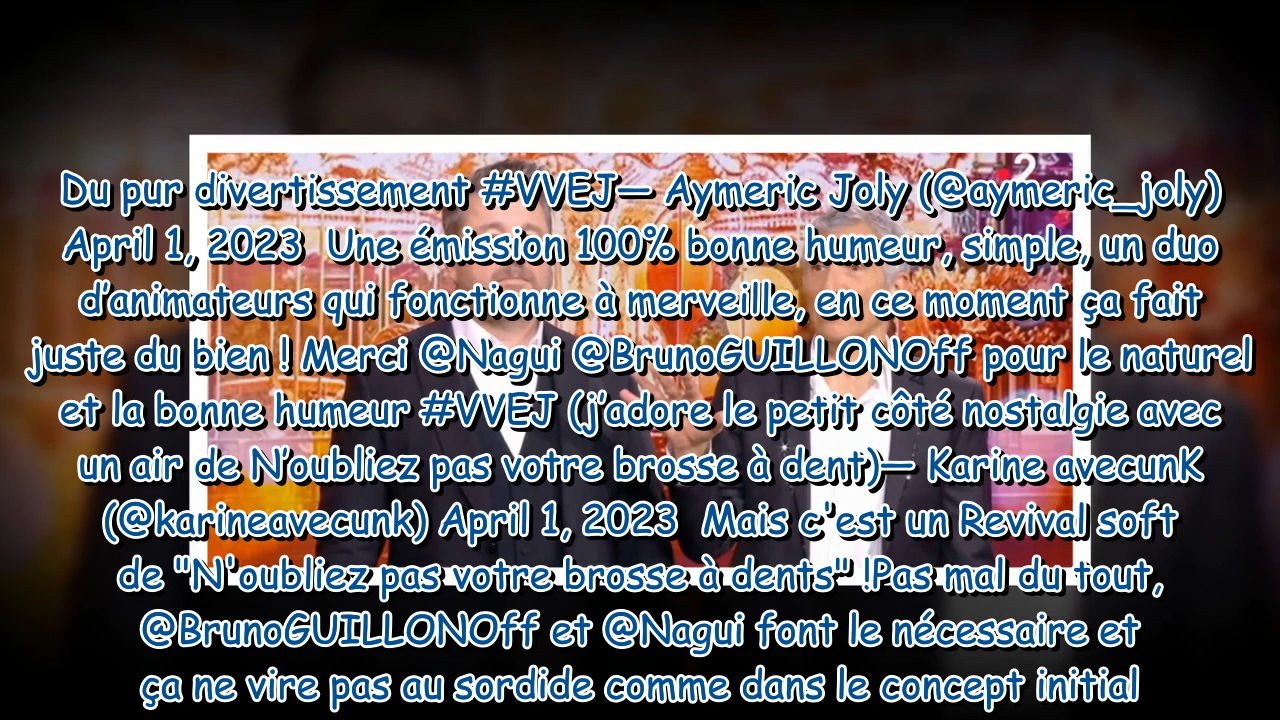 2
Du pur divertissement #VVEJ— Aymeric Joly (@aymeric_joly)
April 1, 2023  Une émission 100% bonne humeur, simple, un duo
d’animateurs qui fonctionne à merveille, en ce moment ça fait
juste du bien ! Merci @Nagui @BrunoGUILLONOff pour le naturel
et la bonne humeur #VVEJ (j’adore le petit côté nostalgie avec
un air de N’oubliez pas votre brosse à dent)— Karine avecunK
(@karineavecunk) April 1, 2023  Mais c'est un Revival soft
de "N'oubliez pas votre brosse à dents" !Pas mal du tout,
@BrunoGUILLONOff et @Nagui font le nécessaire et
ça ne vire pas au sordide comme dans le concept initial